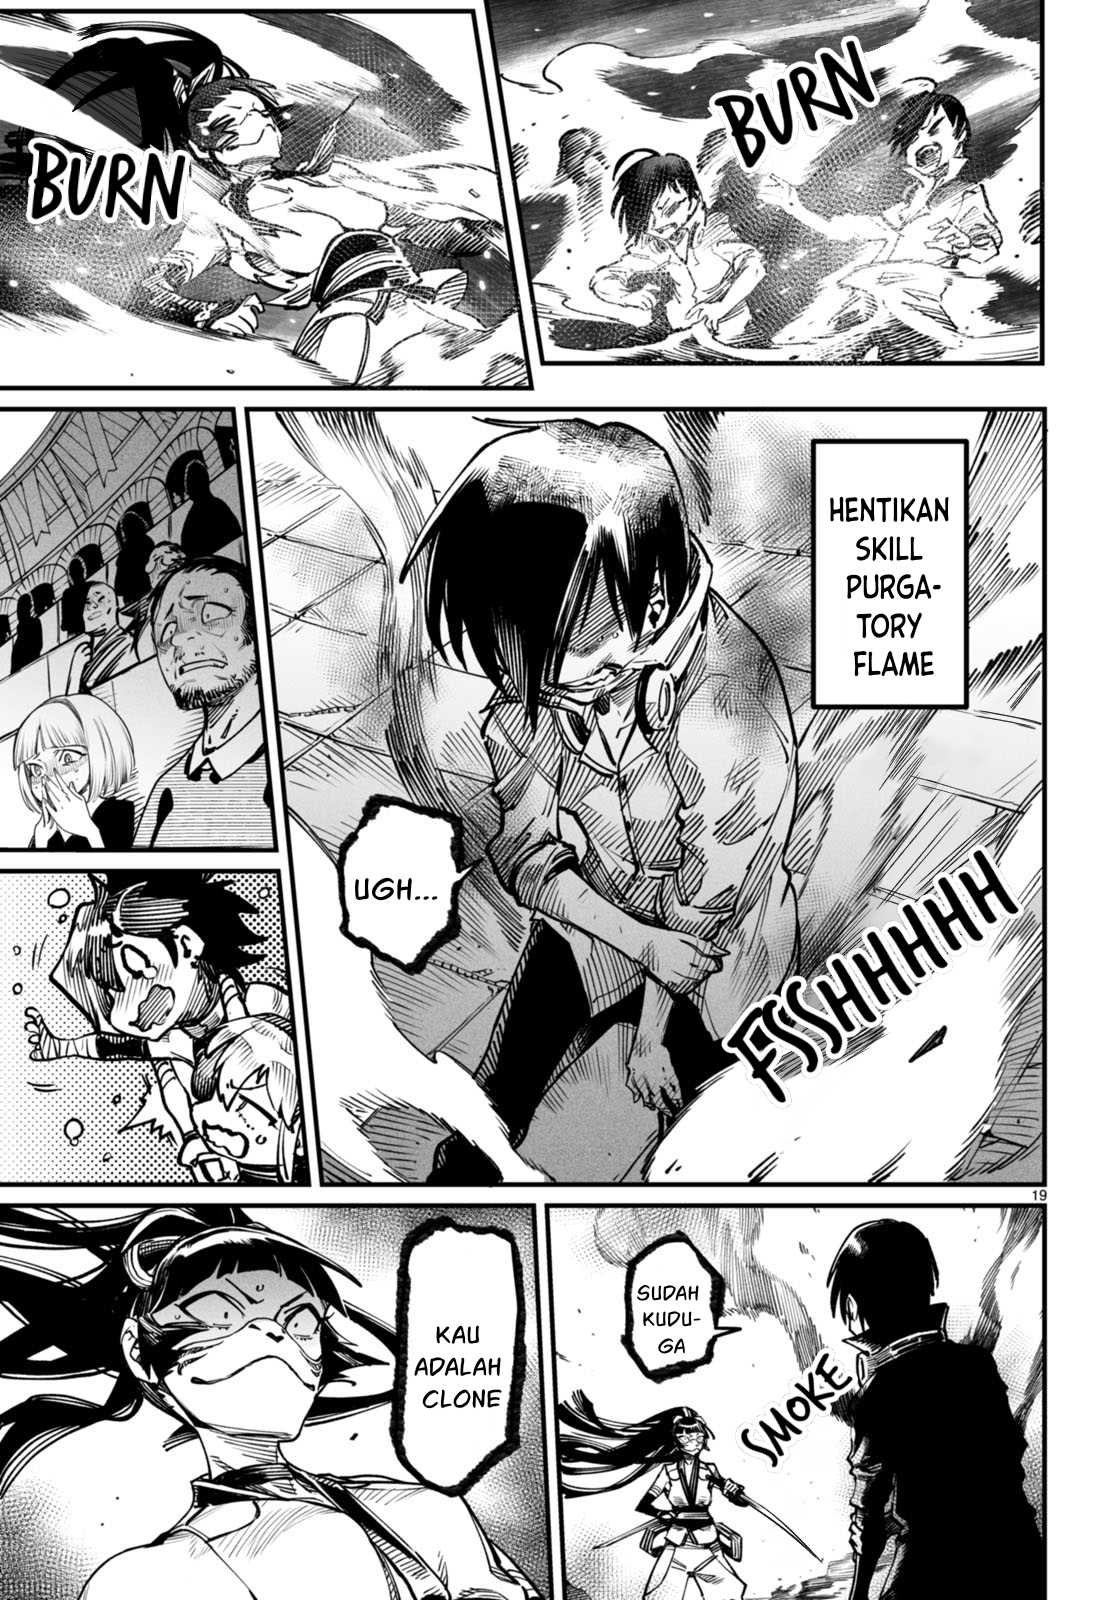 BURN
BURN
HENTIKAN
SKILL
PURGA-
TORY
FLAME
UGH...
FSSHHHHH
19
SUDAH
KUDU-
GA
SMOKE
KAU
ADALAH
CLONE